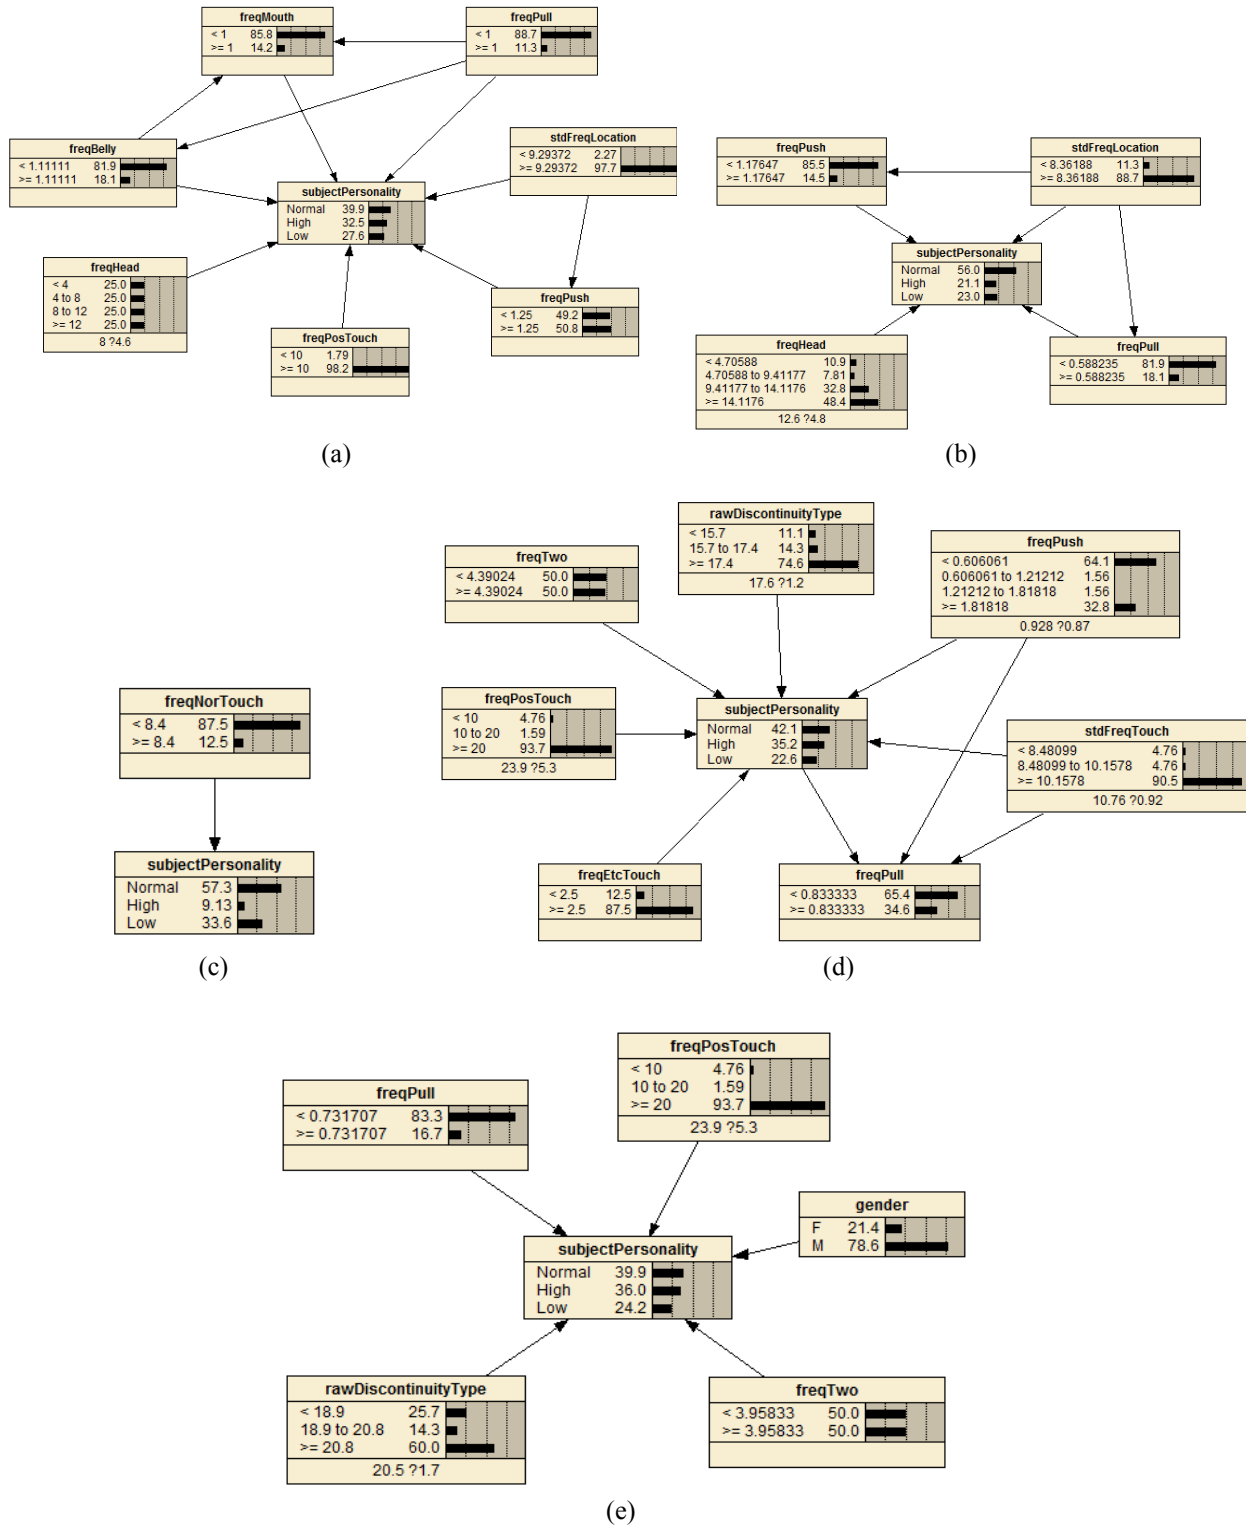 freqMouth
< 1 85.8
>= 1 14.2
freqPull
< 1 88.7
>= 1 11.3
freqBelly
< 1.11111 81.9
>= 1.11111 18.1
stdFreqLocation
< 9.29372 2.27
>= 9.29372 97.7
subjectPersonality
Normal 39.9
High 32.5
Low 27.6
freqHead
< 4 25.0
4 to 8 25.0
8 to 12 25.0
>= 12 25.0
8 ?4.6
freqPosTouch
< 10 1.79
>= 10 98.2
freqPush
< 1.25 49.2
>= 1.25 50.8
(a)
freqPush
< 1.17647 85.5
>= 1.17647 14.5
stdFreqLocation
< 8.36188 11.3
>= 8.36188 88.7
subjectPersonality
Normal 56.0
High 21.1
Low 23.0
freqHead
< 4.70588 10.9
4.70588 to 9.41177 7.81
9.41177 to 14.1176 32.8
>= 14.1176 48.4
12.6 ?4.8
freqPull
< 0.588235 81.9
>= 0.588235 18.1
(b)
freqNorTouch
< 8.4 87.5
>= 8.4 12.5
subjectPersonality
Normal 57.3
High 9.13
Low 33.6
(c)
freqTwo
< 4.39024 50.0
>= 4.39024 50.0
rawDiscontinuityType
< 15.7 11.1
15.7 to 17.4 14.3
>= 17.4 74.6
17.6 ?1.2
freqPush
< 0.606061 64.1
0.606061 to 1.21212 1.56
1.21212 to 1.81818 1.56
>= 1.81818 32.8
0.928 ?0.87
freqPosTouch
< 10 4.76
10 to 20 1.59
>= 20 93.7
23.9 ?5.3
subjectPersonality
Normal 42.1
High 35.2
Low 22.6
stdFreqTouch
< 8.48099 4.76
8.48099 to 10.1578 4.76
>= 10.1578 90.5
10.76 ?0.92
freqEtcTouch
< 2.5 12.5
>= 2.5 87.5
freqPull
< 0.833333 65.4
>= 0.833333 34.6
(d)
freqPull
< 0.731707 83.3
>= 0.731707 16.7
freqPosTouch
< 10 4.76
10 to 20 1.59
>= 20 93.7
23.9 ?5.3
gender
F 21.4
M 78.6
subjectPersonality
Normal 39.9
High 36.0
Low 24.2
rawDiscontinuityType
< 18.9 25.7
18.9 to 20.8 14.3
>= 20.8 60.0
20.5 ?1.7
freqTwo
< 3.95833 50.0
>= 3.95833 50.0
(e)